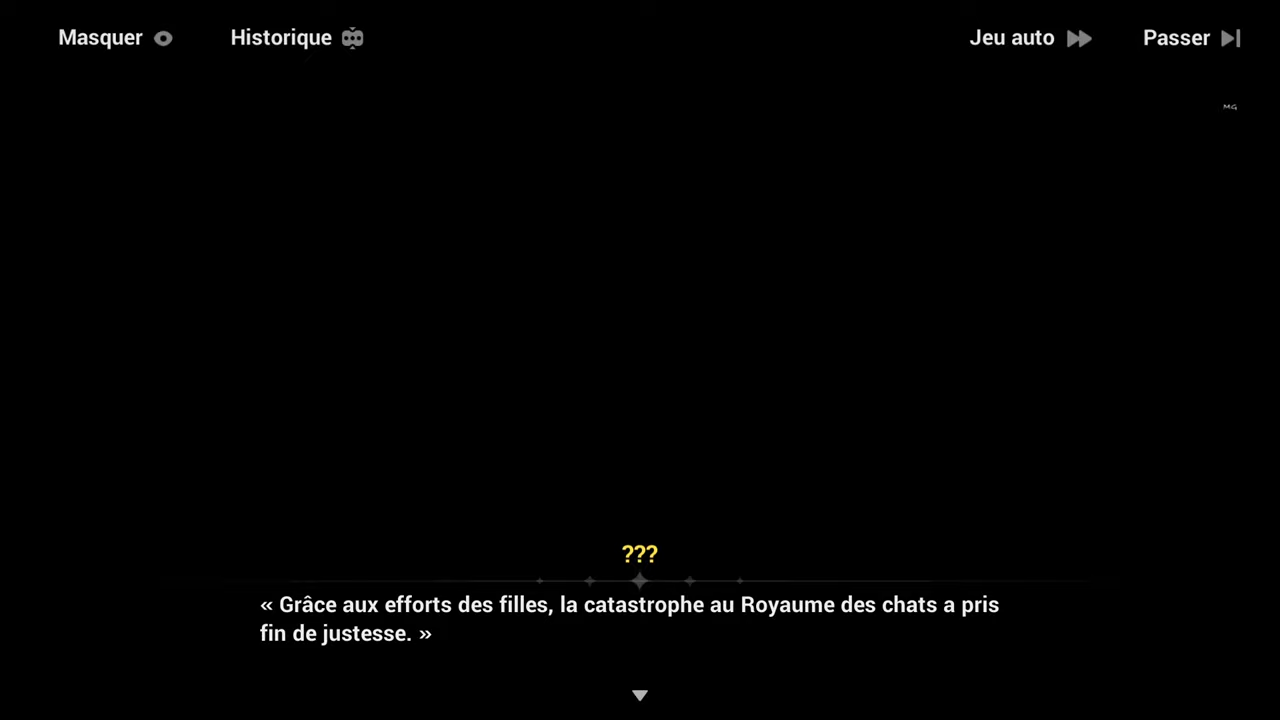 Masquer Historique Jeu auto Passer
MG
???
« Grâce aux efforts des filles, la catastrophe au Royaume des chats a pris
fin de justesse. »